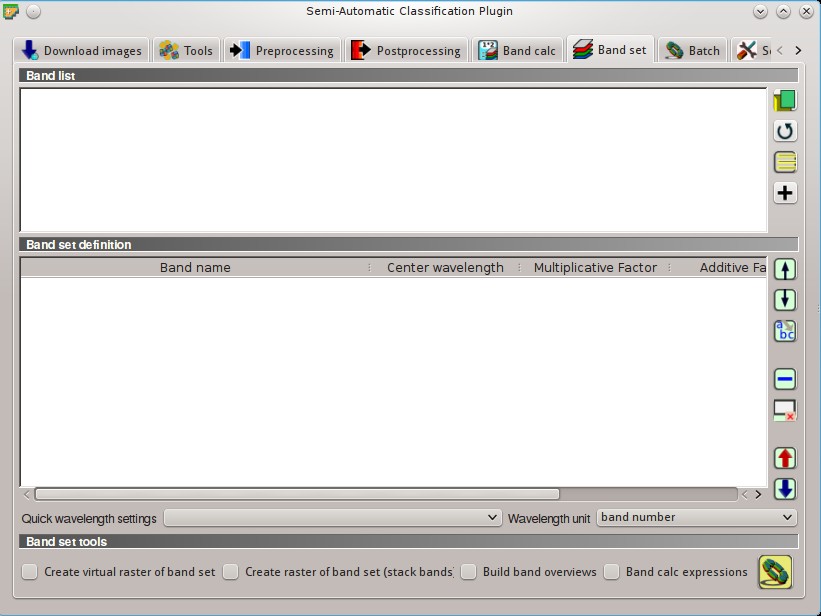 Semi-Automatic Classification Plugin
Download images Tools Preprocessing Postprocessing Band calc Band set Batch
Band list
Band set definition
Band name Center wavelength Multiplicative Factor Additive Fa
a
bc
Quick wavelength settings Wavelength unit band number
Band set tools
Create virtual raster of band set Create raster of band set (stack bands) Build band overviews Band calc expressions